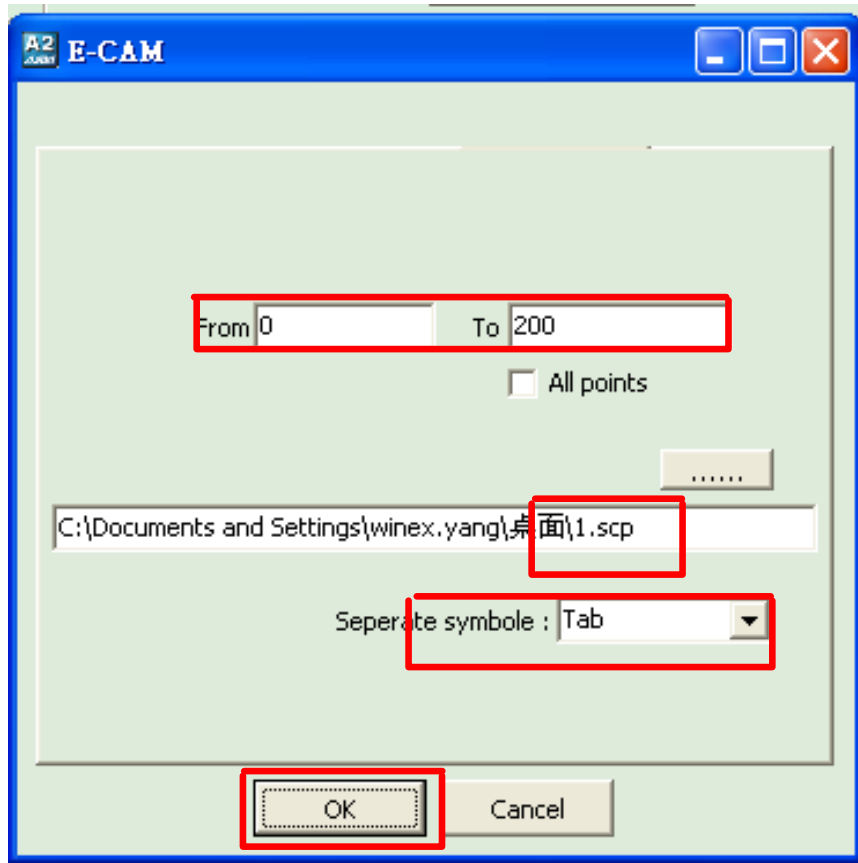 A2 E-CAM
From 0 To 200
All points
......
C:\Documents and Settings\winex.yang\桌面\1.scp
Seperate symbole : Tab
OK Cancel